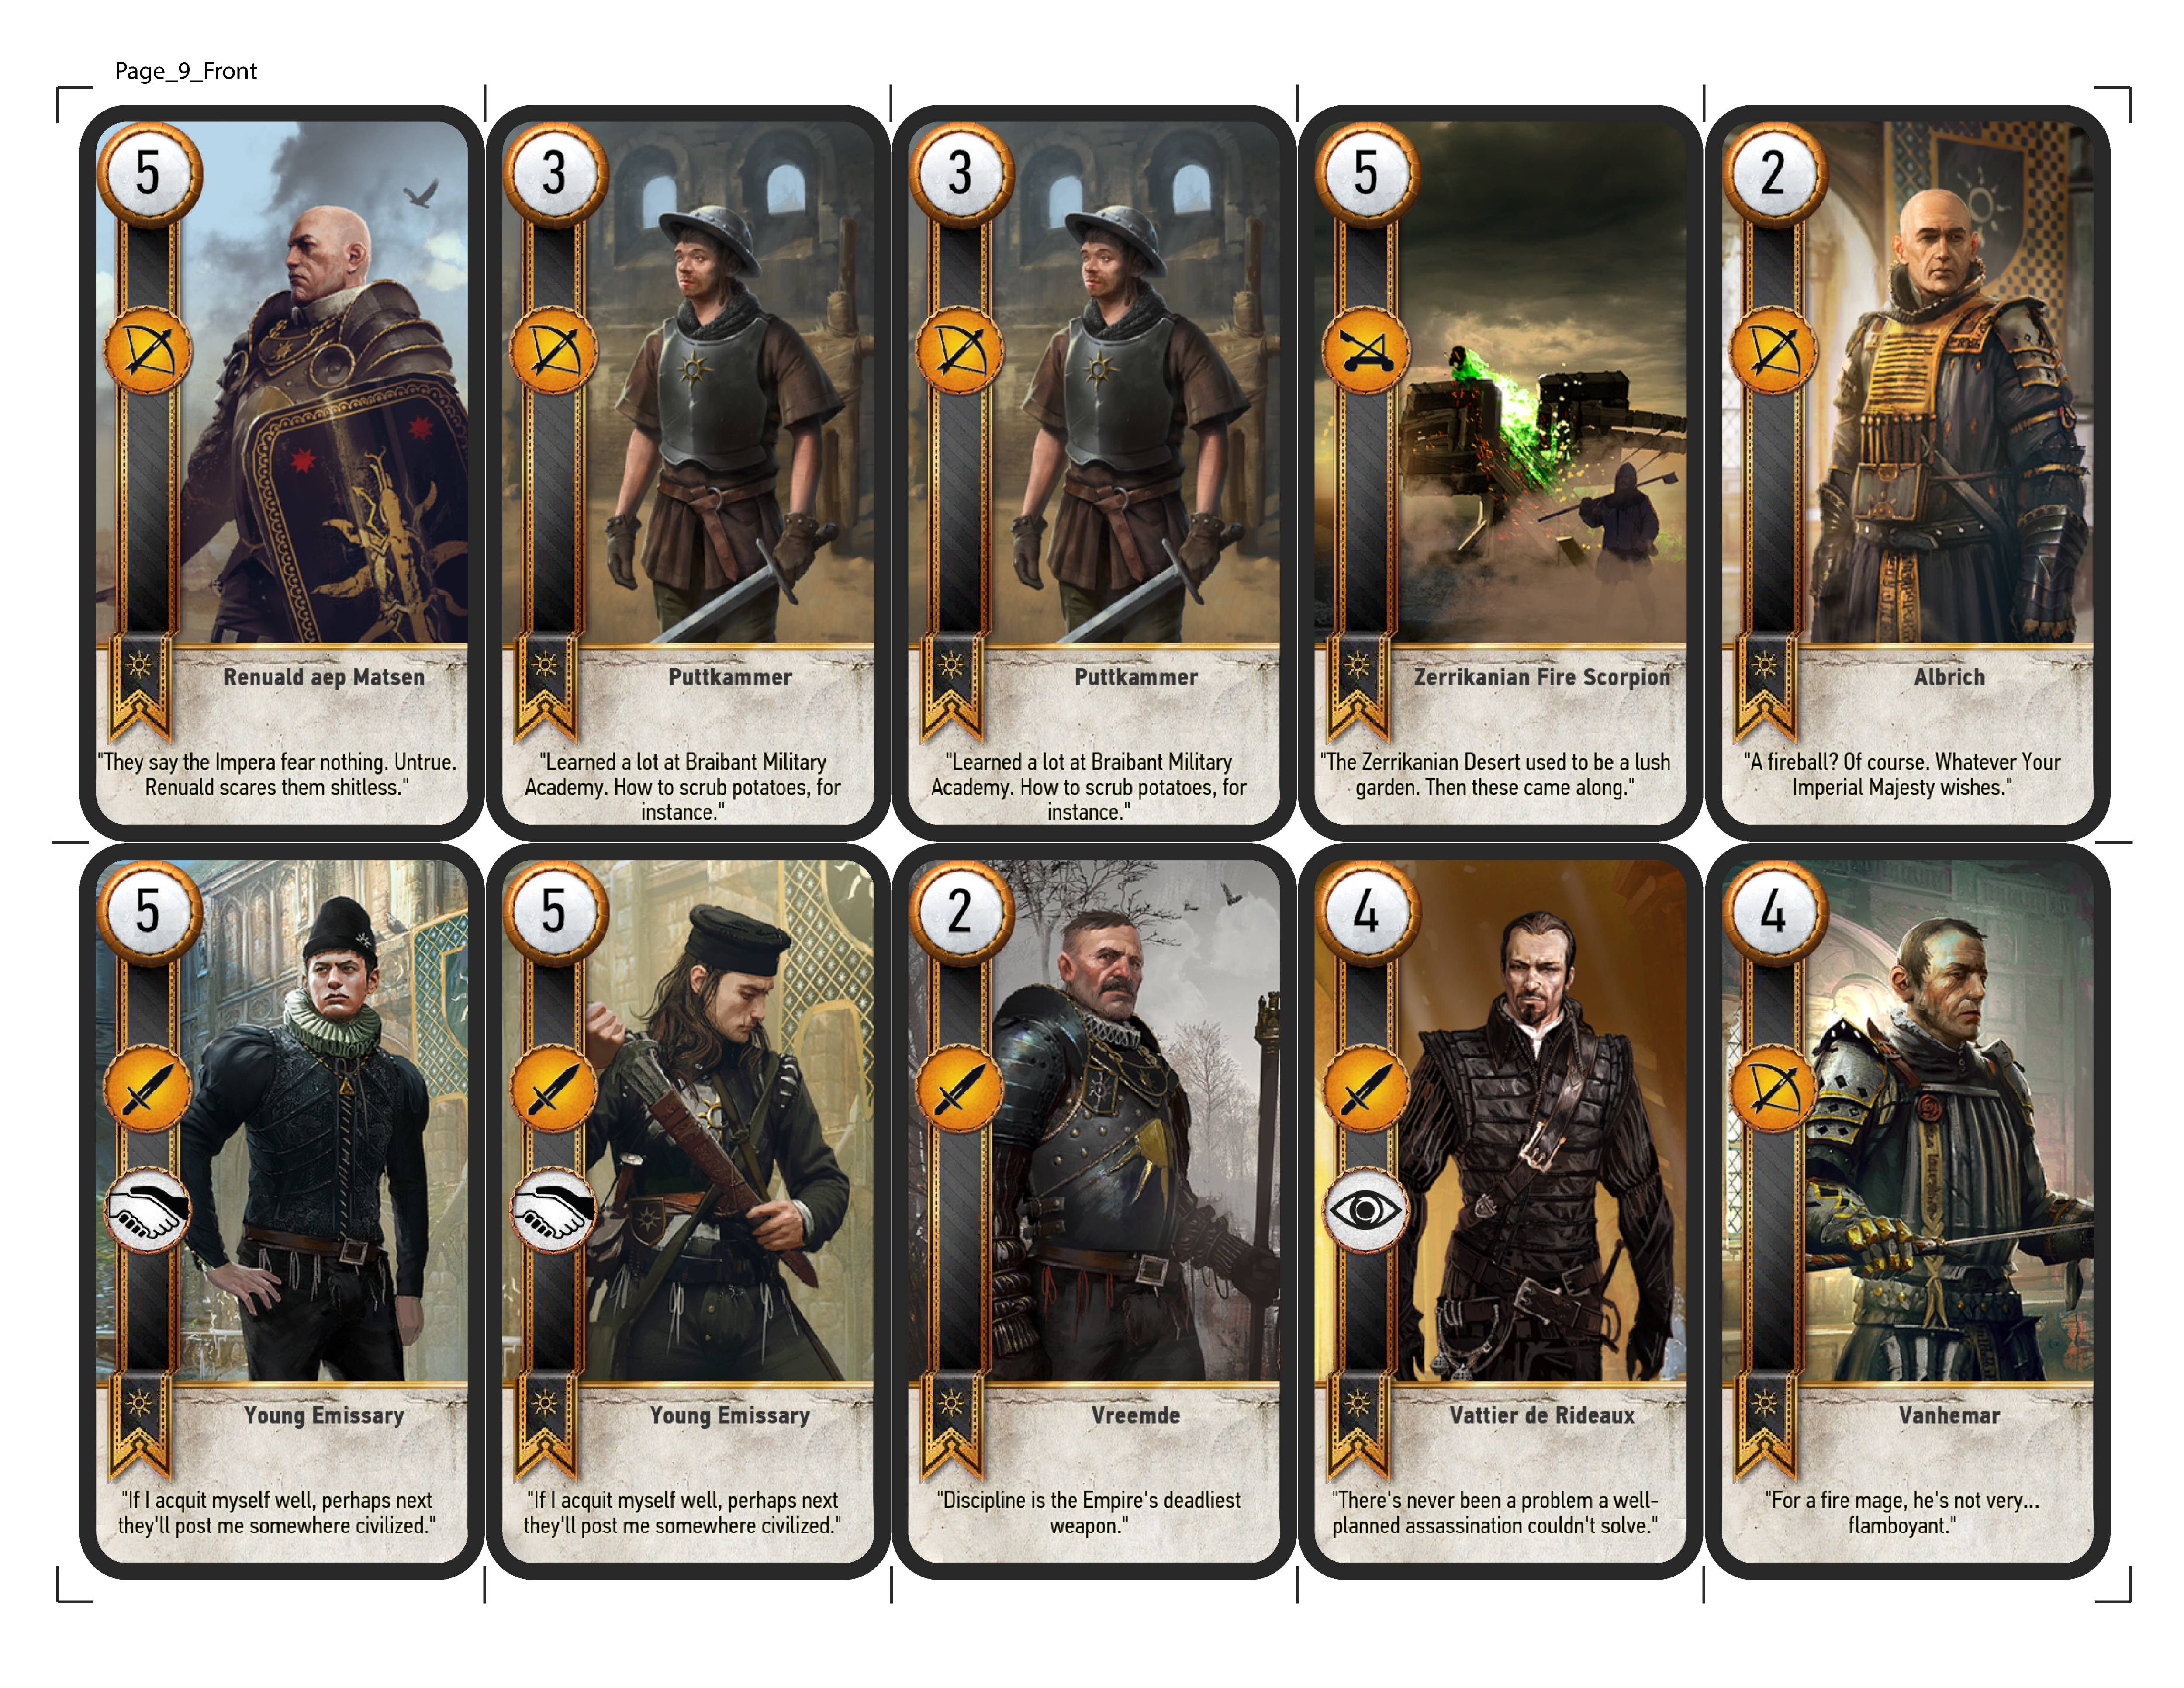 Page_9_Front
5
Renuald aep Matsen
"They say the Impera fear nothing. Untrue.
Renuald scares them shitless."
3
Puttkammer
"Learned a lot at Braibant Military
Academy. How to scrub potatoes, for
instance."
3
Puttkammer
"Learned a lot at Braibant Military
Academy. How to scrub potatoes, for
instance."
5
Zerrikanian Fire Scorpion
"The Zerrikanian Desert used to be a lush
garden. Then these came along."
2
Albrich
"A fireball? Of course. Whatever Your
Imperial Majesty wishes."
5
Young Emissary
"If I acquit myself well, perhaps next
they'll post me somewhere civilized."
5
Young Emissary
"If I acquit myself well, perhaps next
they'll post me somewhere civilized."
2
Vreemde
"Discipline is the Empire's deadliest
weapon."
4
Vattier de Rideaux
"There's never been a problem a well-
planned assassination couldn't solve."
4
Vanhemar
"For a fire mage, he's not very...
flamboyant."